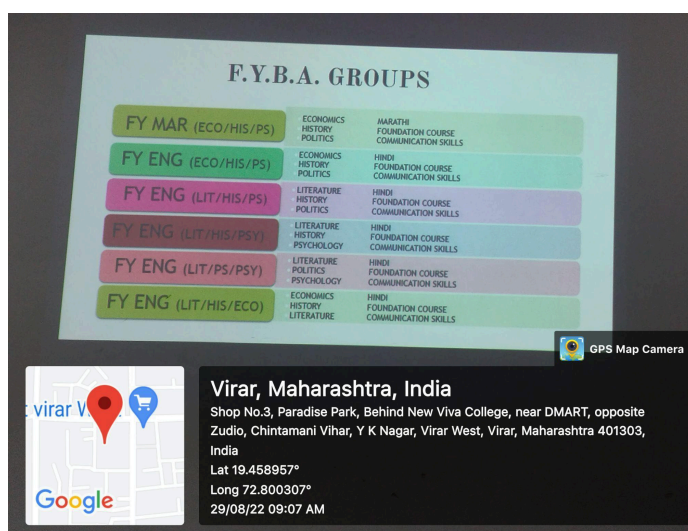 F.Y.B.A. GROUPS
FY MAR (ECO/HIS/PS)
ECONOMICS MARATHI
HISTORY FOUNDATION COURSE
POLITICS COMMUNICATION SKILLS
FY ENG (ECO/HIS/PS)
ECONOMICS HINDI
HISTORY FOUNDATION COURSE
POLITICS COMMUNICATION SKILLS
FY ENG (LIT/HIS/PS)
LITERATURE HINDI
HISTORY FOUNDATION COURSE
POLITICS COMMUNICATION SKILLS
FY ENG (LIT/HIS/PSY)
LITERATURE HINDI
HISTORY FOUNDATION COURSE
PSYCHOLOGY COMMUNICATION SKILLS
FY ENG (LIT/PS/PSY)
LITERATURE HINDI
POLITICS FOUNDATION COURSE
PSYCHOLOGY COMMUNICATION SKILLS
FY ENG (LIT/HIS/ECO)
ECONOMICS HINDI
HISTORY FOUNDATION COURSE
LITERATURE COMMUNICATION SKILLS
GPS Map Camera
virar
Google
Virar, Maharashtra, India
Shop No.3, Paradise Park, Behind New Viva College, near DMART, opposite
Zudio, Chintamani Vihar, Y K Nagar, Virar West, Virar, Maharashtra 401303,
India
Lat 19.458957°
Long 72.800307°
29/08/22 09:07 AM